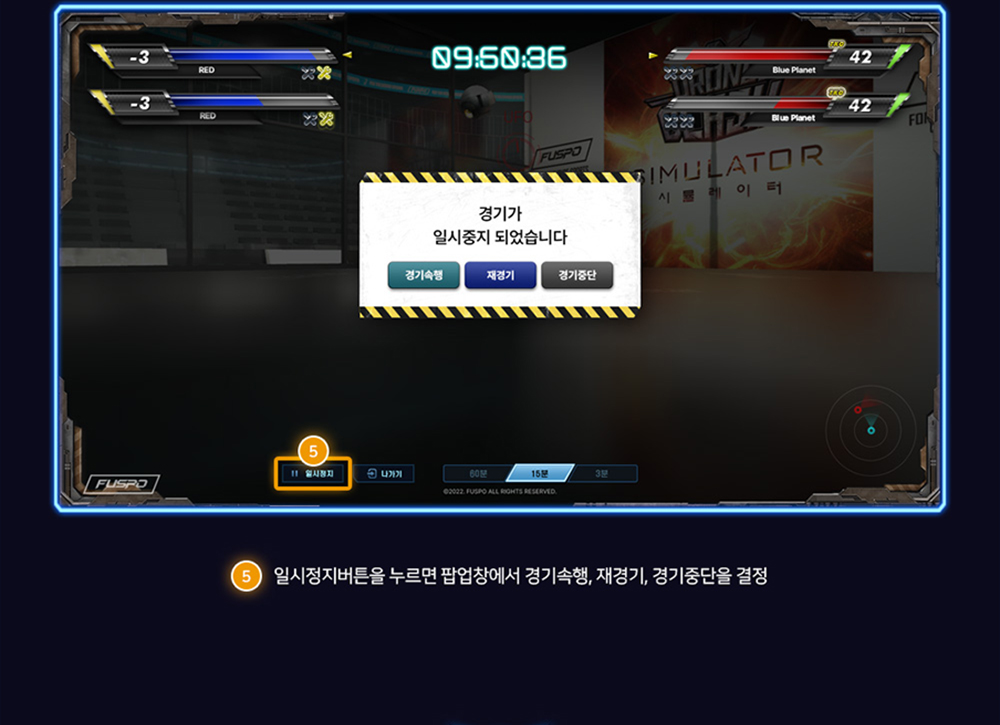 -3
RED
-3
RED
09:50:36
42
Blue Planet
42
Blue Planet
FUSPO
SIMULATOR
시뮬레이터
경기가
일시중지 되었습니다
경기속행 재경기 경기중단
5
일시정지 나가기
60분 15분 3분
©2022. FUSPO ALL RIGHTS RESERVED.
FUSPO
5 일시정지버튼을 누르면 팝업창에서 경기속행, 재경기, 경기중단을 결정